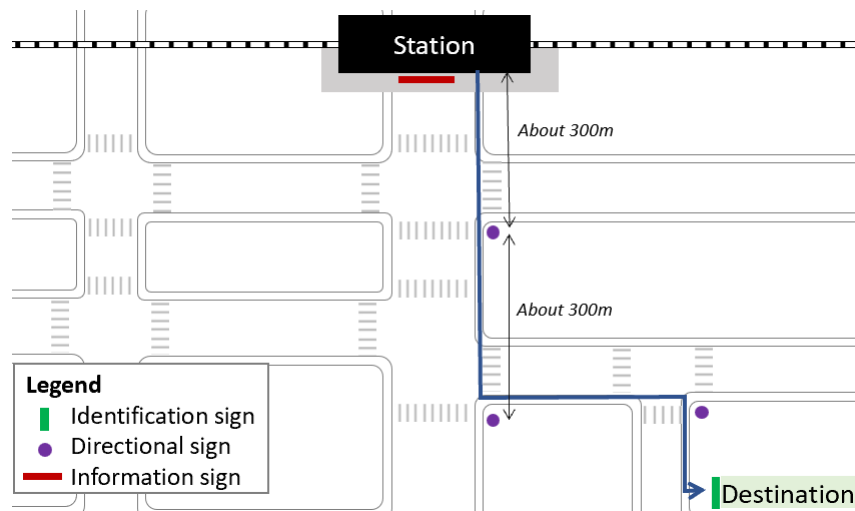 Station
About 300m
About 300m
Legend
Identification sign
Directional sign
Information sign
Destination